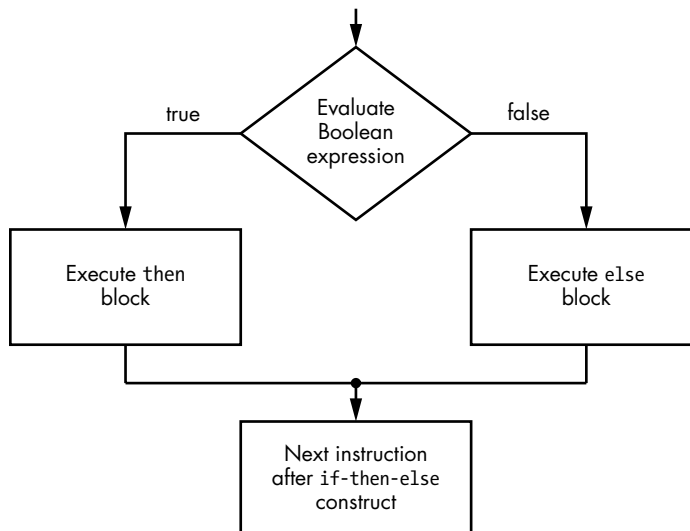 Evaluate
Boolean
expression
true
false
Execute then
block
Execute else
block
Next instruction
after if-then-else
construct